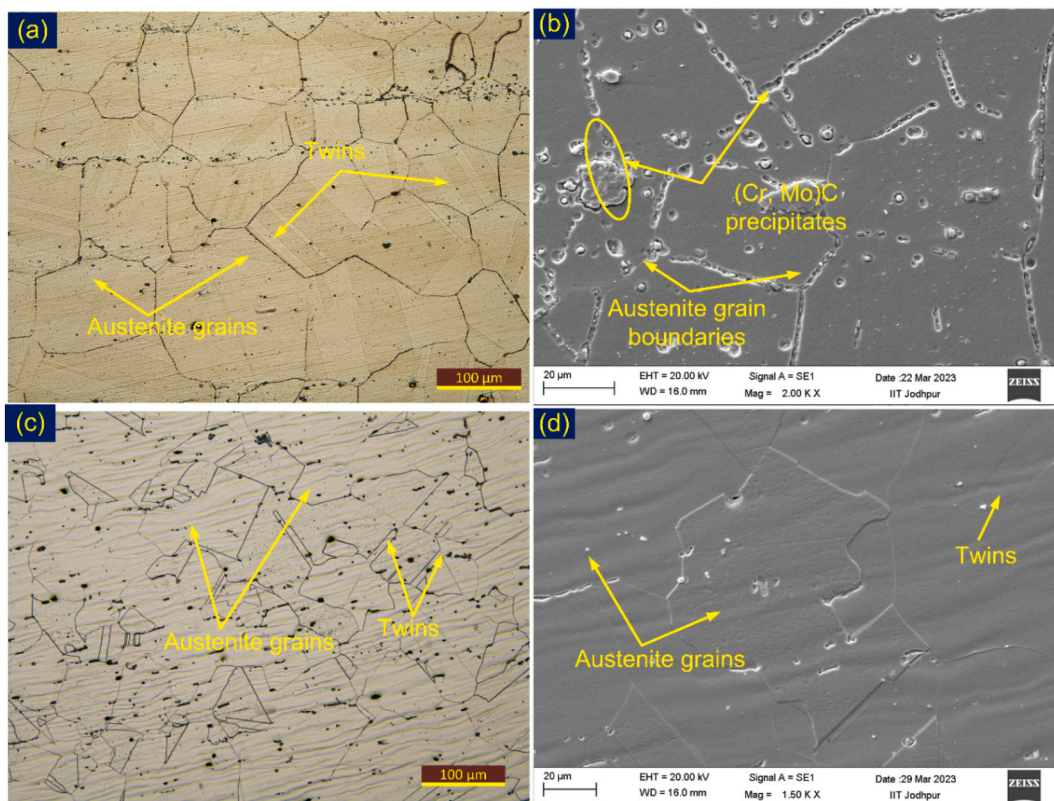 (a)
Twins
Austenite grains
100 µm
(b)
(Cr, Mo)C
precipitates
Austenite grain
boundaries
20 µm
EHT = 20.00 kV
WD = 16.0 mm
Signal A = SE1
Mag = 2.00 K X
Date :22 Mar 2023
IIT Jodhpur
ZEISS
(c)
Austenite grains
Twins
100 µm
(d)
Twins
Austenite grains
20 µm
EHT = 20.00 kV
WD = 16.0 mm
Signal A = SE1
Mag = 1.50 K X
Date :29 Mar 2023
IIT Jodhpur
ZEISS